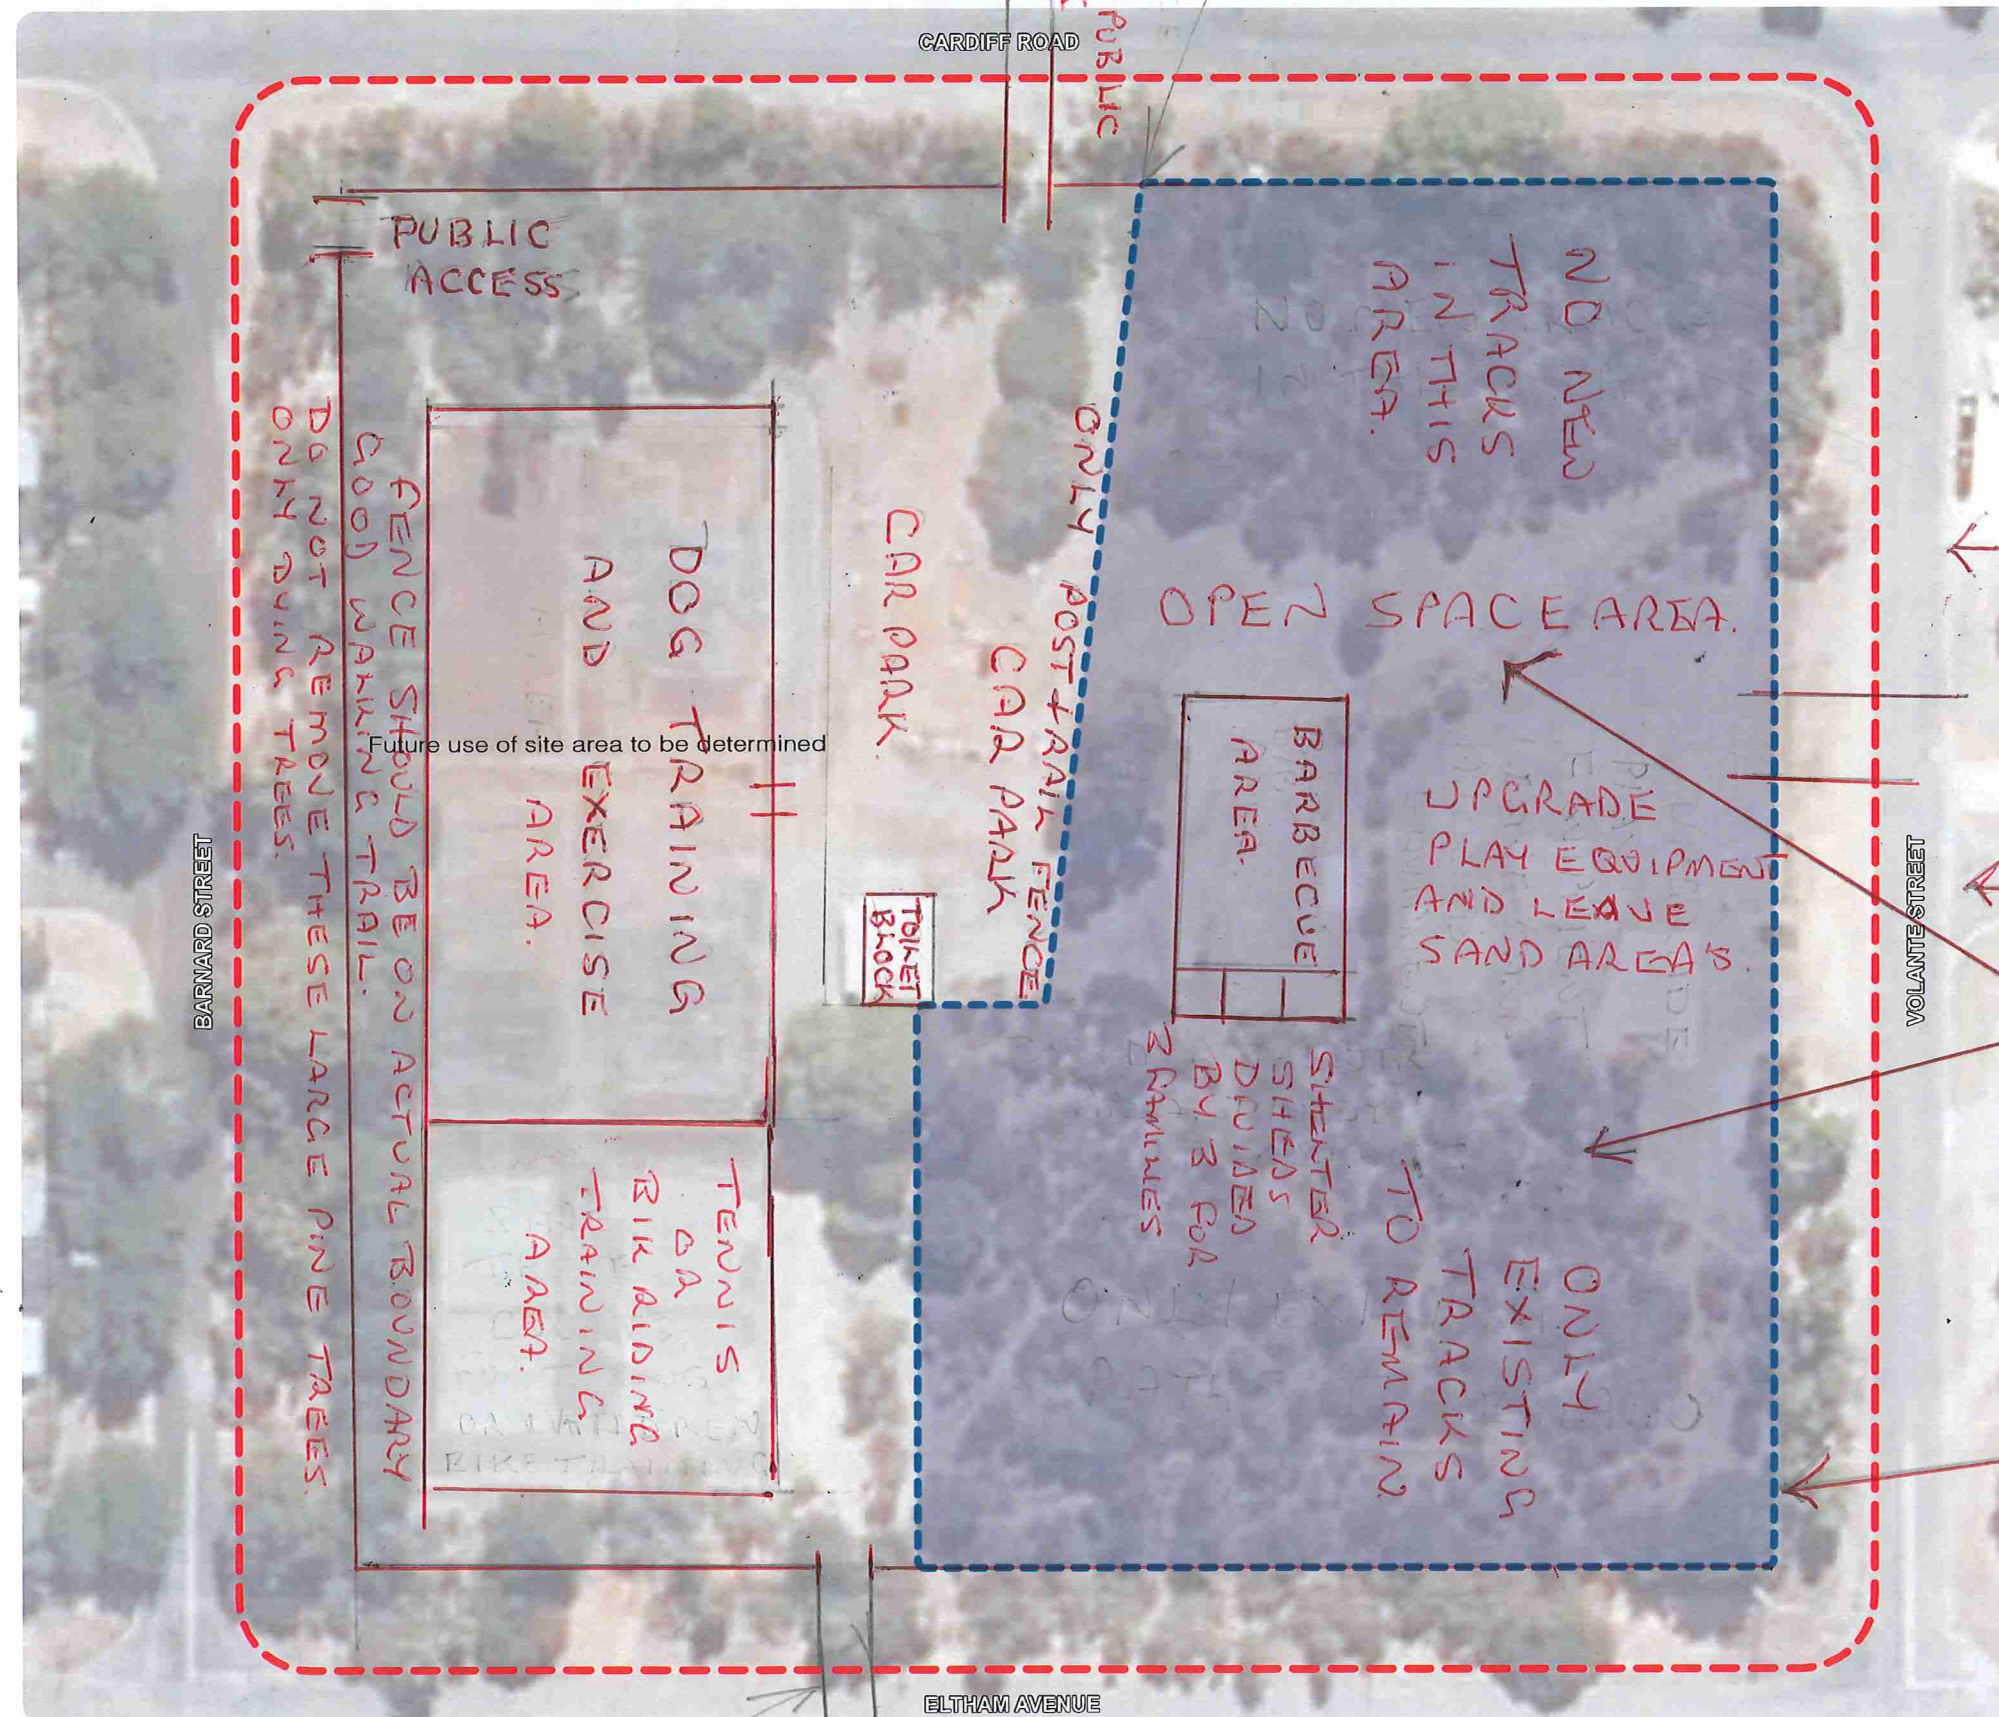 CARDIFF ROAD
PUBLIC
PUBLIC
ACCESS
NO NEW
TRACKS
IN THIS
AREA.
ONLY POST + RAIL FENCE
CAR PARK
CAR PARK.
OPEN SPACE AREA.
DOG TRAINING
AND EXERCISE
AREA.
Future use of site area to be determined
FENCE SHOULD BE ON ACTUAL BOUNDARY
GOOD WALKING TRAIL.
DO NOT REMOVE THESE LARGE PINE TREES.
ONLY DYING TREES.
BARBECUE
AREA.
UPGRADE
PLAY EQUIPMENT
AND LEAVE
SAND AREA'S.
TOILET
BLOCK
SHELTER
SHEDS
DIVIDED
BY 3 FOR
3 FAMILIES
BARNARD STREET
VOLANTE STREET
TENNIS
OR
BIK RIDING
TRAINING
AREA.
ONLY
EXISTING
TRACKS
TO REMAIN
BIKE TRAINING
ELTHAM AVENUE